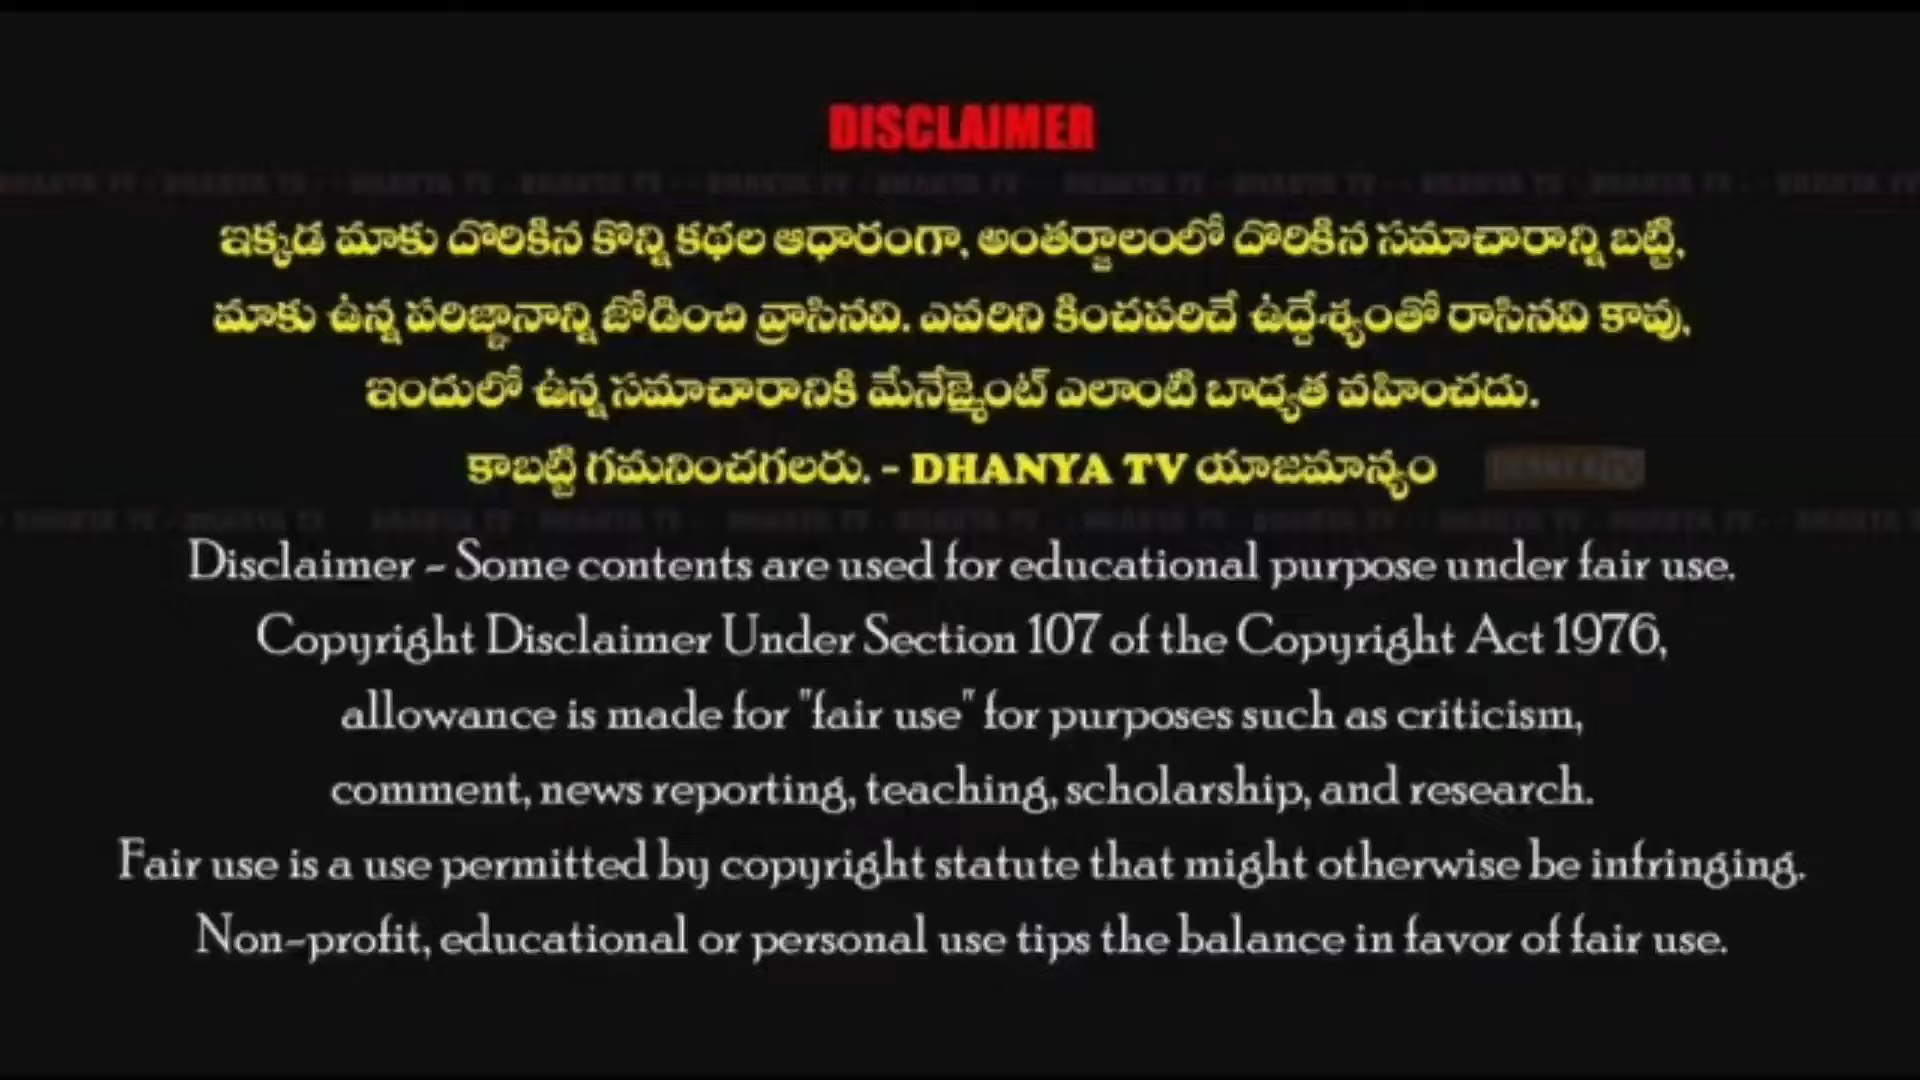 DISCLAIMER
ఇక్కడ మాకు దొరికిన కొన్ని కథల ఆధారంగా, అంతర్జాలంలో దొరికిన సమాచారాన్ని బట్టి,
మాకు ఉన్న పరిజ్ఞానాన్ని జోడించి వ్రాసినవి. ఎవరిని కించపరిచే ఉద్దేశ్యంతో రాసినవి కావు,
ఇందులో ఉన్న సమాచారానికి మేనేజ్మెంట్ ఎలాంటి బాద్యత వహించదు.
కాబట్టి గమనించగలరు. - DHANYA TV యాజమాన్యం
Disclaimer - Some contents are used for educational purpose under fair use.
Copyright Disclaimer Under Section 107 of the Copyright Act 1976,
allowance is made for "fair use" for purposes such as criticism,
comment, news reporting, teaching, scholarship, and research.
Fair use is a use permitted by copyright statute that might otherwise be infringing.
Non-profit, educational or personal use tips the balance in favor of fair use.